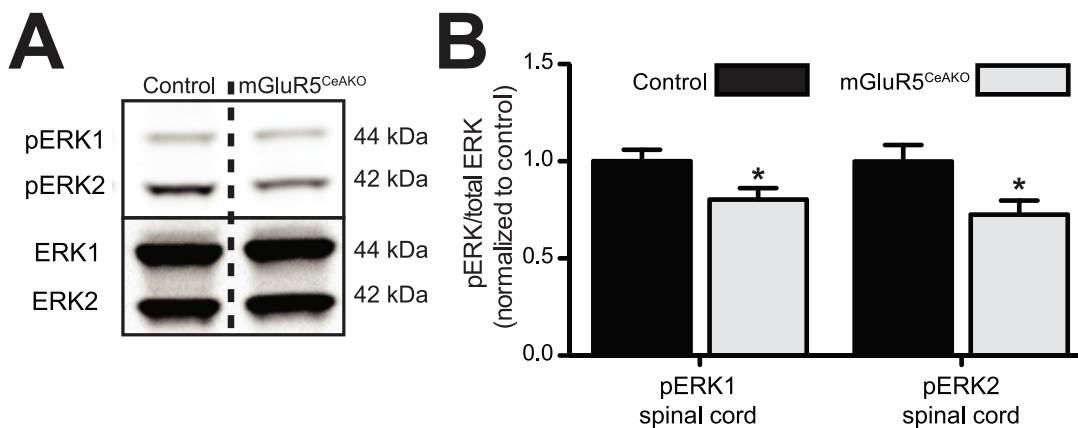 A
Control
mGluR5CeAKO
pERK1
44 kDa
pERK2
42 kDa
ERK1
44 kDa
ERK2
42 kDa
B
pERK/total ERK
(normalized to control)
1.5
1.0
0.5
0.0
Control
mGluR5CeAKO
*
*
pERK1
spinal cord
pERK2
spinal cord